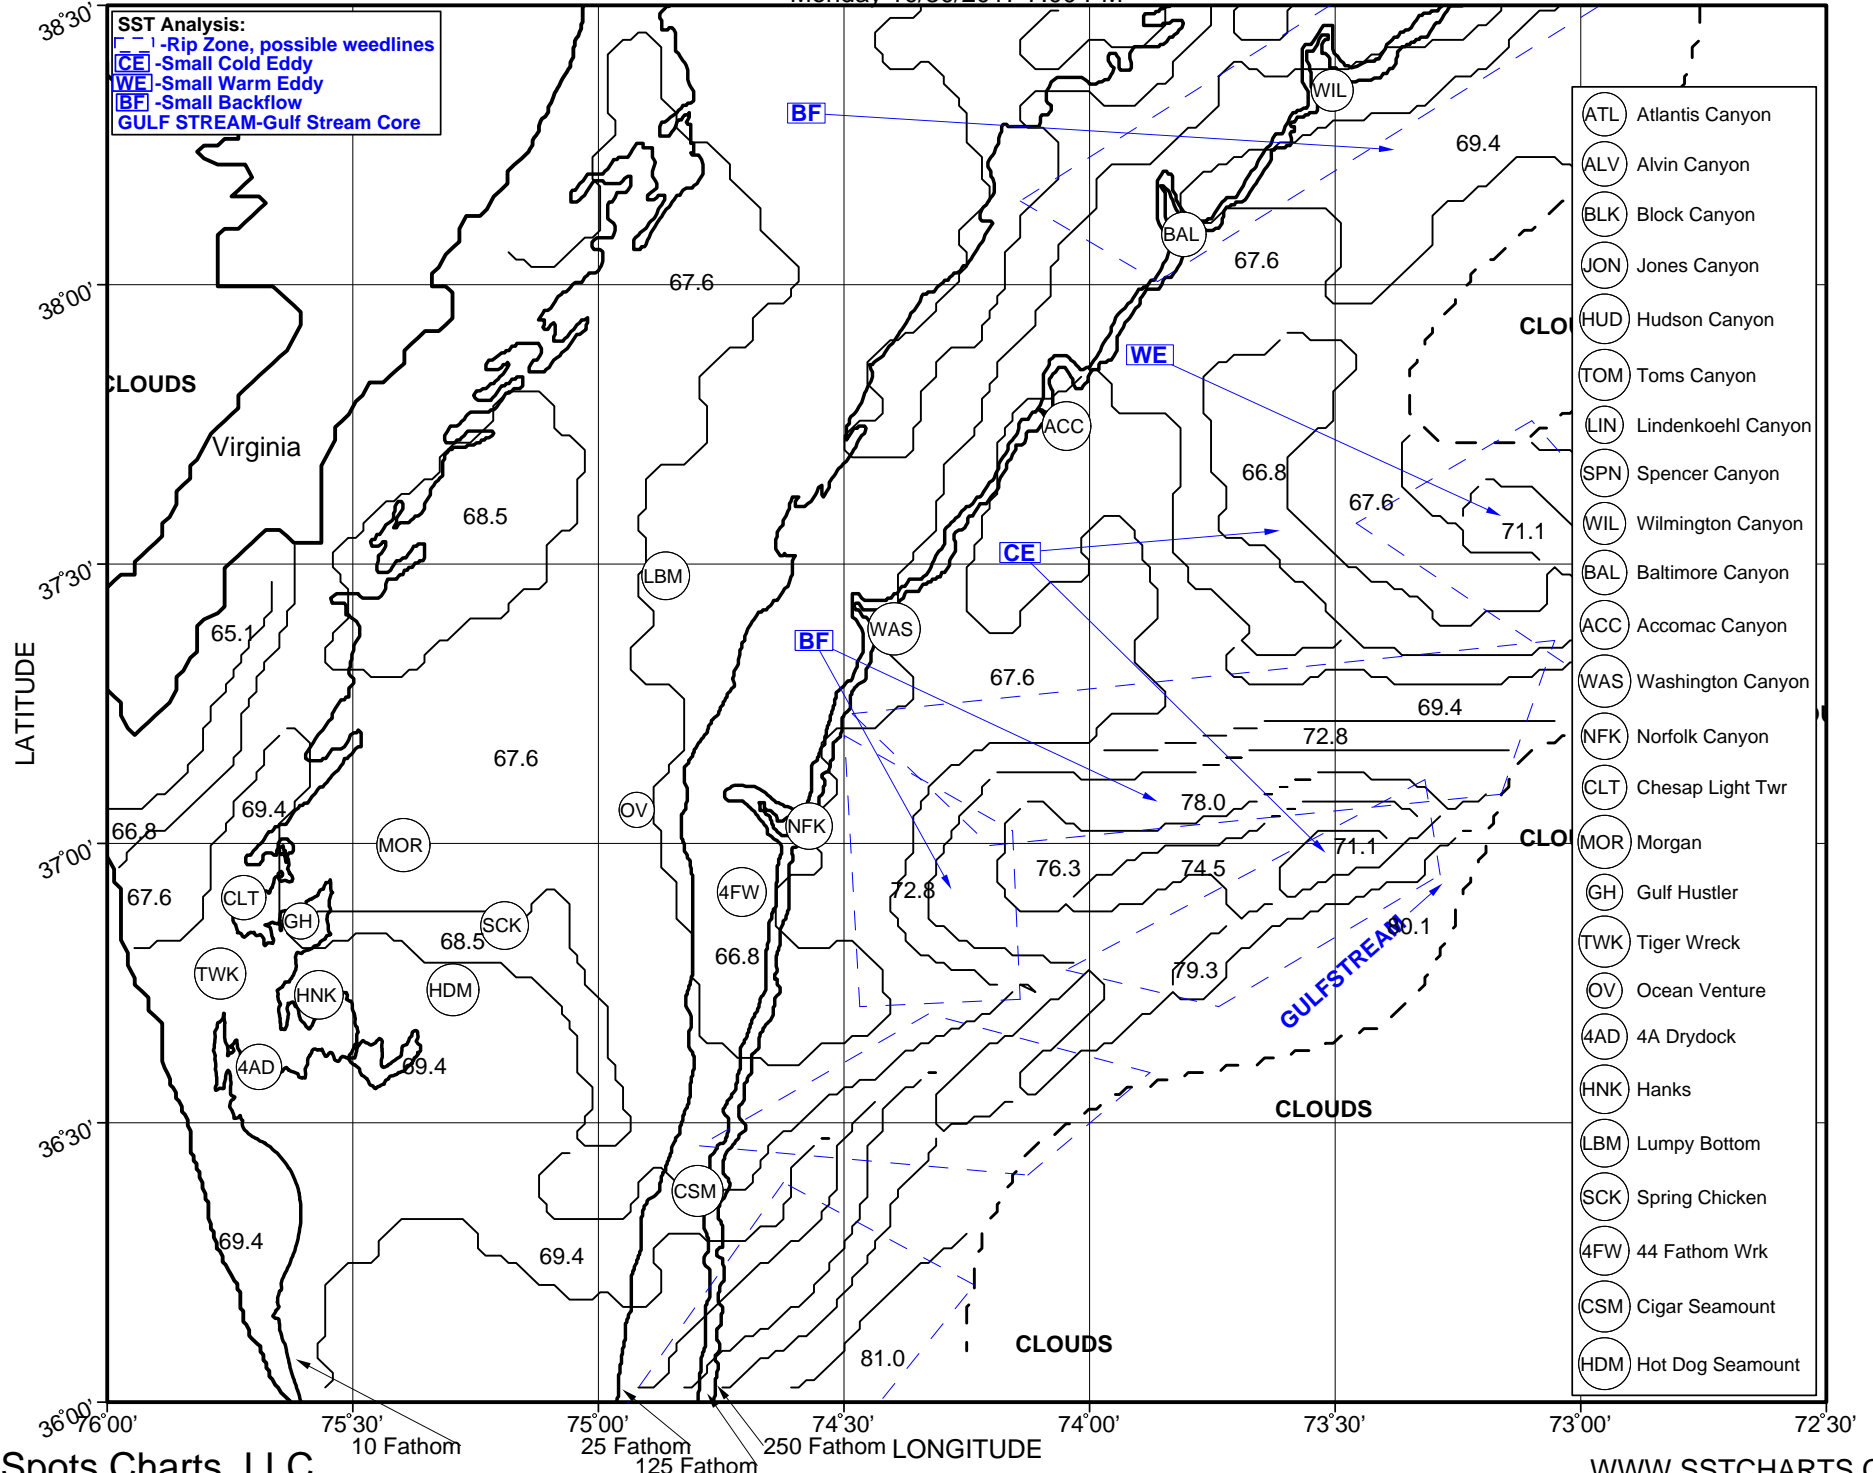 SST Analysis:
-Rip Zone, possible weedlines
CE -Small Cold Eddy
WE -Small Warm Eddy
BF -Small Backflow
GULF STREAM-Gulf Stream Core
38°30'
38°00'
37°30'
37°00'
36°30'
36°00'
LATITUDE
BF
WIL
69.4
BAL
67.6
67.6
CLOUDS
WE
Virginia
ACC
66.8
67.6
71.1
68.5
CE
LBM
WAS
65.1
BF
67.6
69.4
72.8
67.6
69.4
OV
NFK
78.0
66.8
MOR
76.3
74.5
71.1
72.8
4FW
67.6
CLT
GH
SCK
68.5
66.8
80.1
79.3
GULFSTREAM
TWK
HNK
HDM
4AD
69.4
CLOUDS
CSM
69.4
69.4
81.0
CLOUDS
ATL Atlantis Canyon
ALV Alvin Canyon
BLK Block Canyon
JON Jones Canyon
HUD Hudson Canyon
TOM Toms Canyon
LIN Lindenkoehl Canyon
SPN Spencer Canyon
WIL Wilmington Canyon
BAL Baltimore Canyon
ACC Accomac Canyon
WAS Washington Canyon
NFK Norfolk Canyon
CLT Chesap Light Twr
MOR Morgan
GH Gulf Hustler
TWK Tiger Wreck
OV Ocean Venture
4AD 4A Drydock
HNK Hanks
LBM Lumpy Bottom
SCK Spring Chicken
4FW 44 Fathom Wrk
CSM Cigar Seamount
HDM Hot Dog Seamount
76°00' 75°30' 75°00' 74°30' 74°00' 73°30' 73°00' 72°30'
10 Fathom
25 Fathom
125 Fathom
250 Fathom
LONGITUDE
Spots Charts, LLC